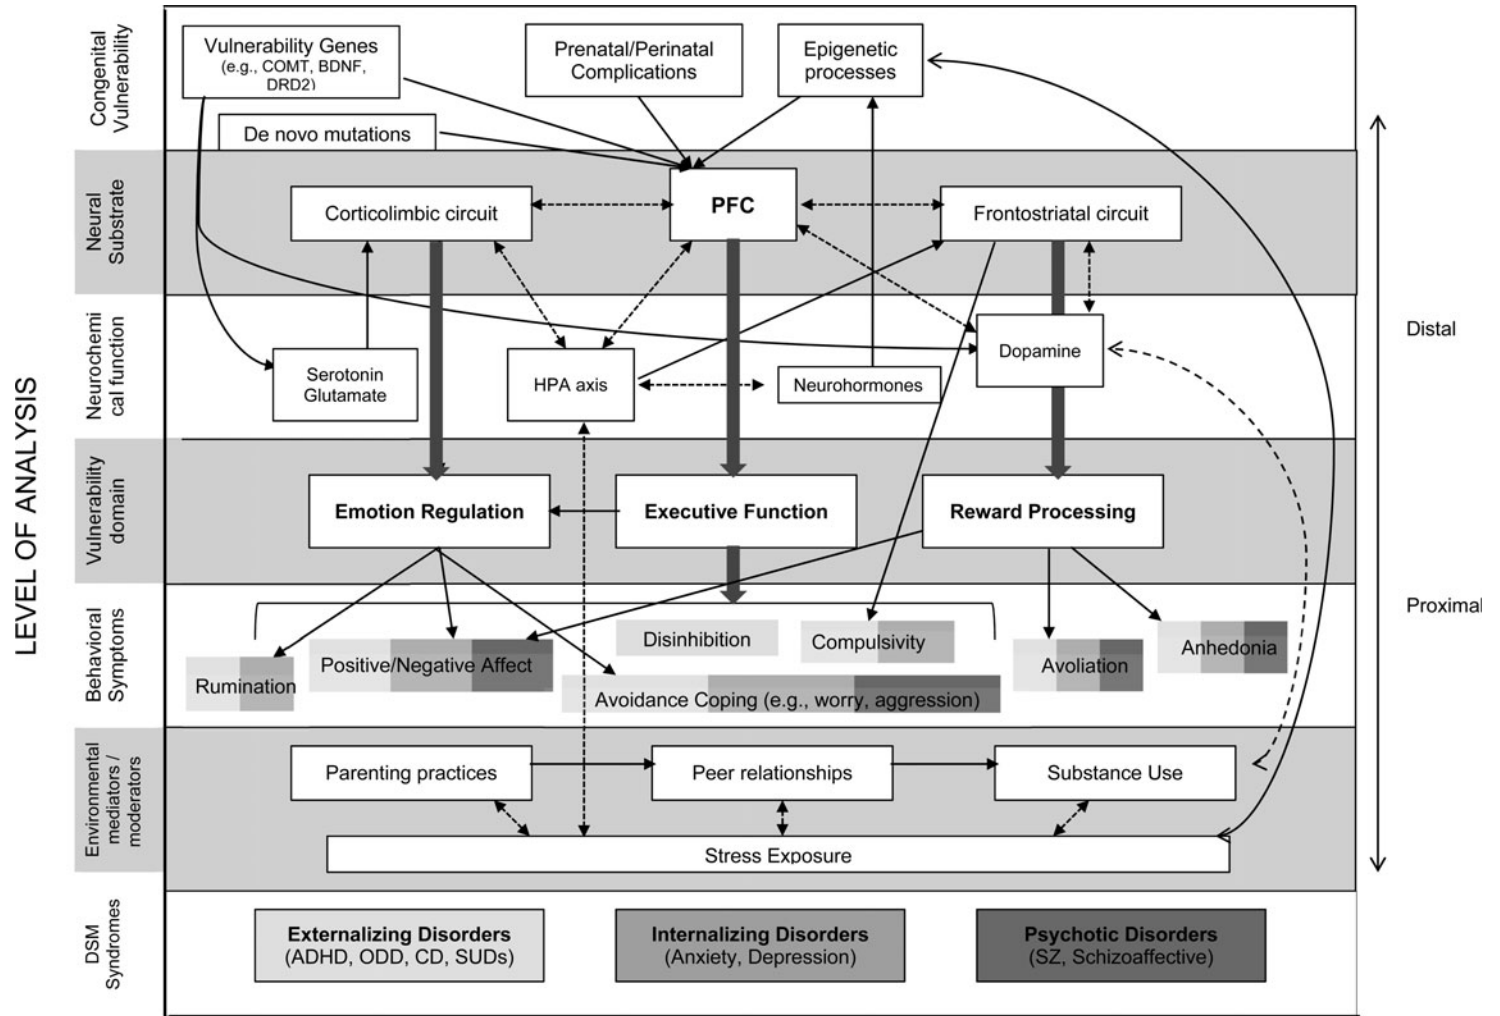 LEVEL OF ANALYSIS
Congenital
Vulnerability
Vulnerability Genes
(e.g., COMT, BDNF,
DRD2)
Prenatal/Perinatal
Complications
Epigenetic
processes
De novo mutations
Neural
Substrate
Corticolimbic circuit
PFC
Frontostriatal circuit
Neurochemi
cal function
Serotonin
Glutamate
HPA axis
Neurohormones
Dopamine
Distal
Vulnerability
domain
Emotion Regulation
Executive Function
Reward Processing
Behavioral
Symptoms
Rumination
Positive/Negative Affect
Disinhibition
Compulsivity
Avoidance Coping (e.g., worry, aggression)
Avoliation
Anhedonia
Proximal
Environmental
mediators /
moderators
Parenting practices
Peer relationships
Substance Use
Stress Exposure
DSM
Syndromes
Externalizing Disorders
(ADHD, ODD, CD, SUDs)
Internalizing Disorders
(Anxiety, Depression)
Psychotic Disorders
(SZ, Schizoaffective)